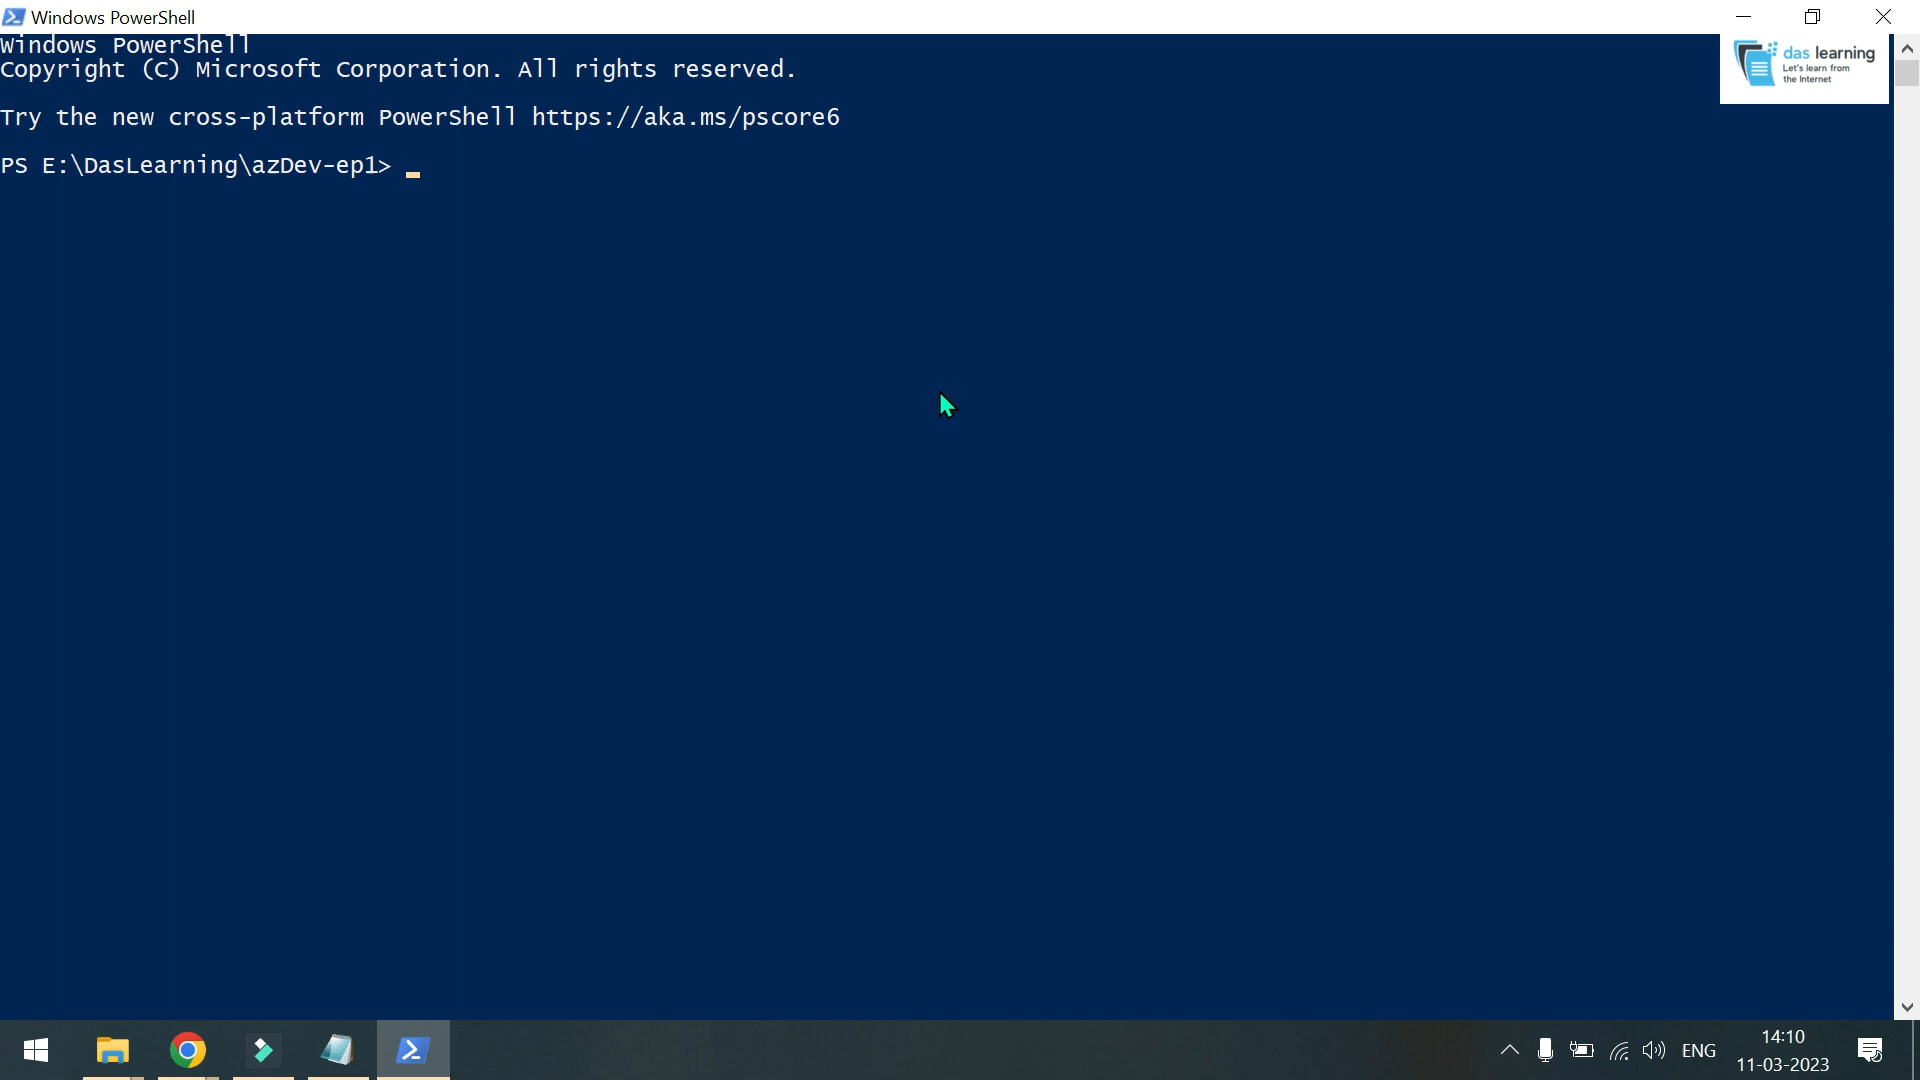 Windows PowerShell
Windows PowerShell
Copyright (C) Microsoft Corporation. All rights reserved.
das learning
Let's learn from
the Internet
Try the new cross-platform PowerShell https://aka.ms/pscore6
PS E:\DasLearning\azDev-ep1>
ENG
14:10
11-03-2023